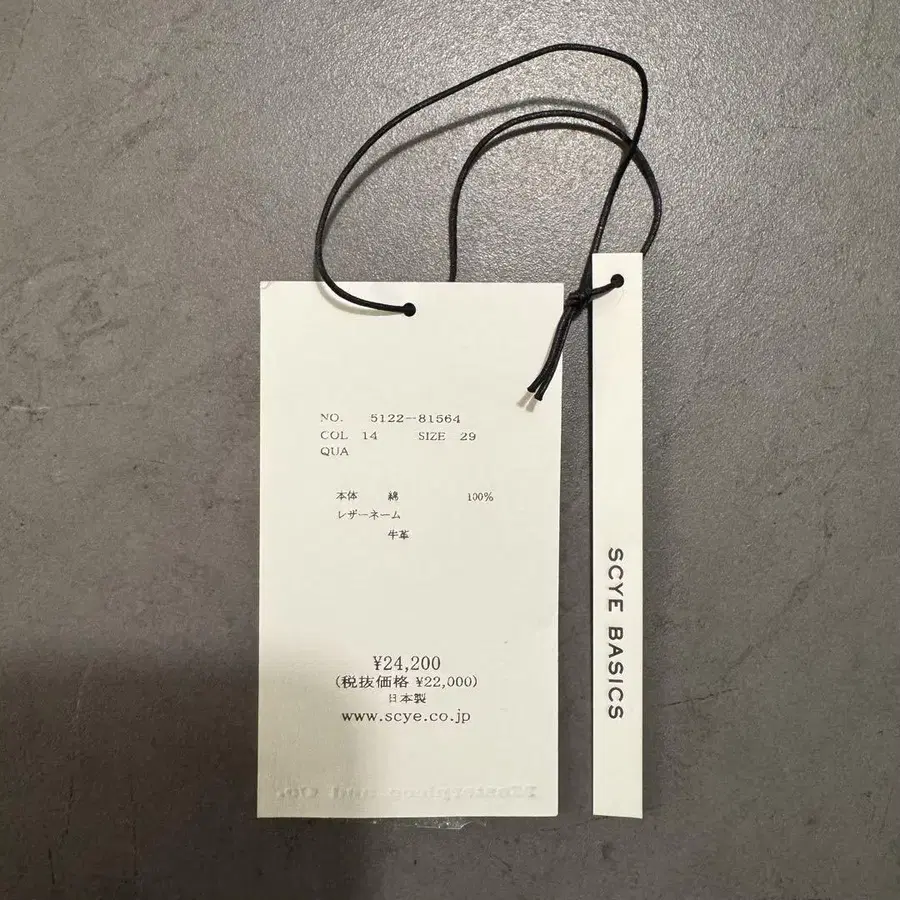 NO. 5122-81564
COL 14 SIZE 29
QUA
本体 綿 100%
レザーネーム
牛革
¥24,200
(税抜価格 ¥22,000)
日本製
www.scye.co.jp
SCYE BASICS